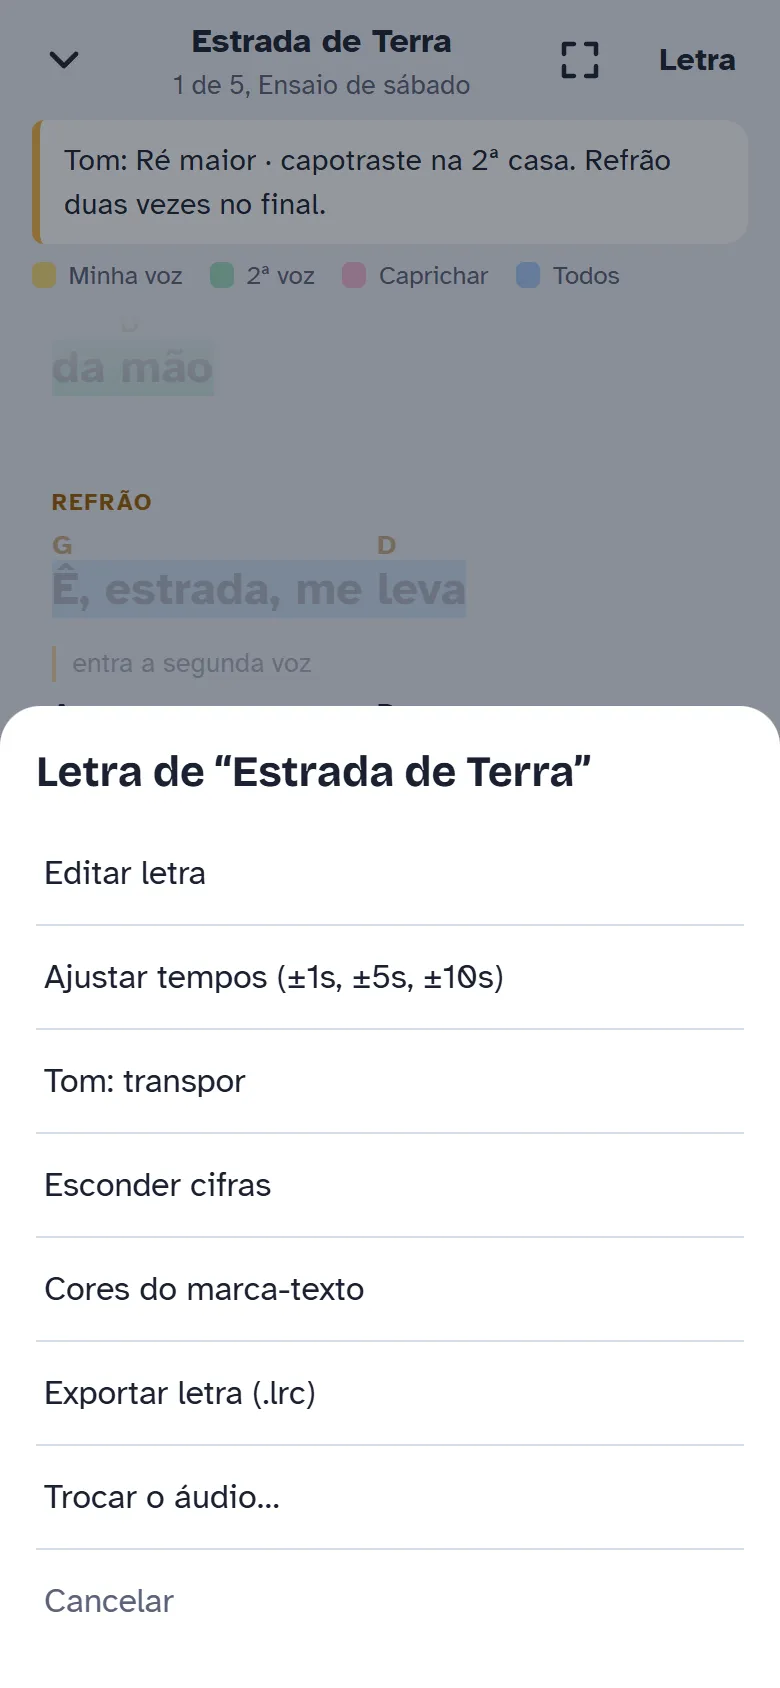 Estrada de Terra
1 de 5, Ensaio de sábado
Letra
Tom: Ré maior · capotraste na 2ª casa. Refrão
duas vezes no final.
Minha voz 2ª voz Caprichar Todos
D
da mão
REFRÃO
G D
Ê, estrada, me leva
entra a segunda voz
Letra de “Estrada de Terra”
Editar letra
Ajustar tempos (±1s, ±5s, ±10s)
Tom: transpor
Esconder cifras
Cores do marca-texto
Exportar letra (.lrc)
Trocar o áudio...
Cancelar